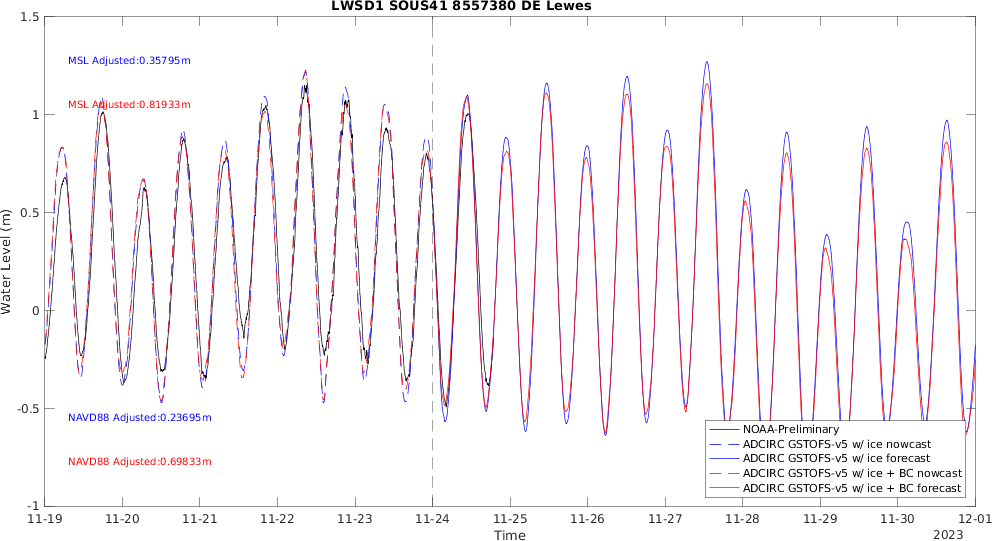 LWSD1 SOUS41 8557380 DE Lewes
1.5
1
0.5
0
-0.5
-1
Water Level (m)
MSL Adjusted:0.35795m
MSL Adjusted:0.81933m
NAVD88 Adjusted:0.23695m
NAVD88 Adjusted:0.69833m
NOAA-Preliminary
ADCIRC GSTOFS-v5 w/ ice nowcast
ADCIRC GSTOFS-v5 w/ ice forecast
ADCIRC GSTOFS-v5 w/ ice + BC nowcast
ADCIRC GSTOFS-v5 w/ ice + BC forecast
11-19 11-20 11-21 11-22 11-23 11-24 11-25 11-26 11-27 11-28 11-29 11-30 12-01
Time 2023